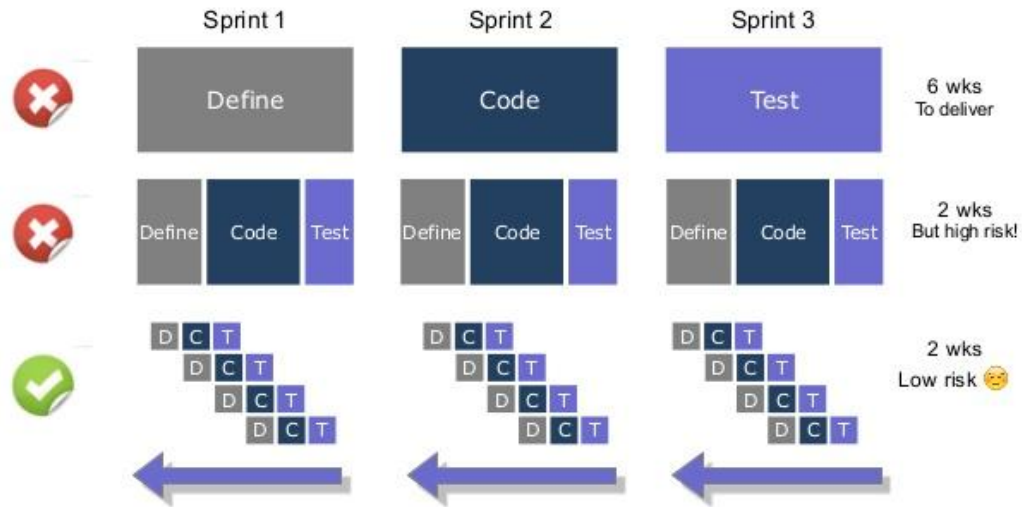 Sprint 1 Sprint 2 Sprint 3
Define Code Test
6 wks
To deliver
Define Code Test Define Code Test Define Code Test
2 wks
But high risk!
D C T D C T D C T
D C T D C T D C T
D C T D C T D C T
D C T D C T D C T
2 wks
Low risk